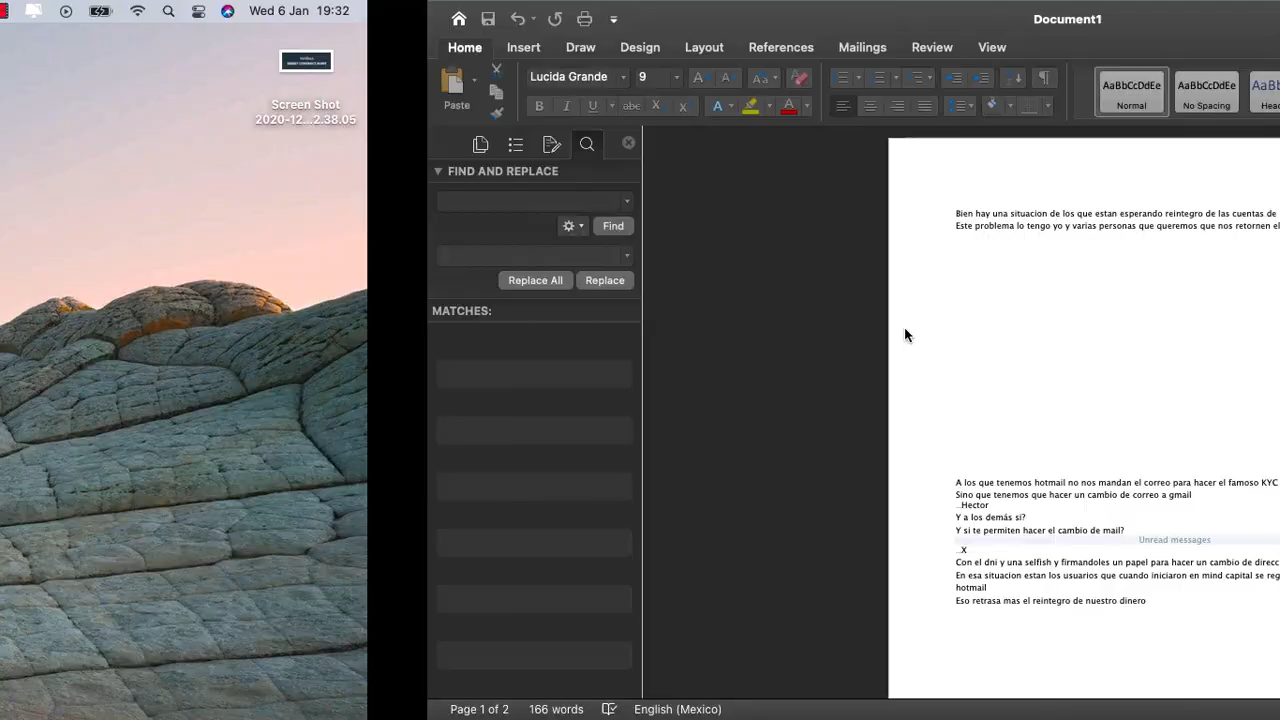 Wed 6 Jan 19:32
Screen Shot
2020-12...2.38.05
Document1
Home Insert Draw Design Layout References Mailings Review View
Paste
Lucida Grande 9
A A Aa
B I U abc X X A A
AaBbCcDdEe AaBbCcDdEe AaBbC
Normal No Spacing Hea
FIND AND REPLACE
Find
Replace All Replace
MATCHES:
Bien hay una situacion de los que estan esperando reintegro de las cuentas de
Este problema lo tengo yo y varias personas que queremos que nos retornen el
A los que tenemos hotmail no nos mandan el correo para hacer el famoso KYC
Sino que tenemos que hacer un cambio de correo a gmail
..Hector
Y a los demás si?
Y si te permiten hacer el cambio de mail?
Unread messages
..X
Con el dni y una selfish y firmandoles un papel para hacer un cambio de direcc
En esa situacion estan los usuarios que cuando iniciaron en mind capital se reg
hotmail
Eso retrasa mas el reintegro de nuestro dinero
Page 1 of 2 166 words English (Mexico)